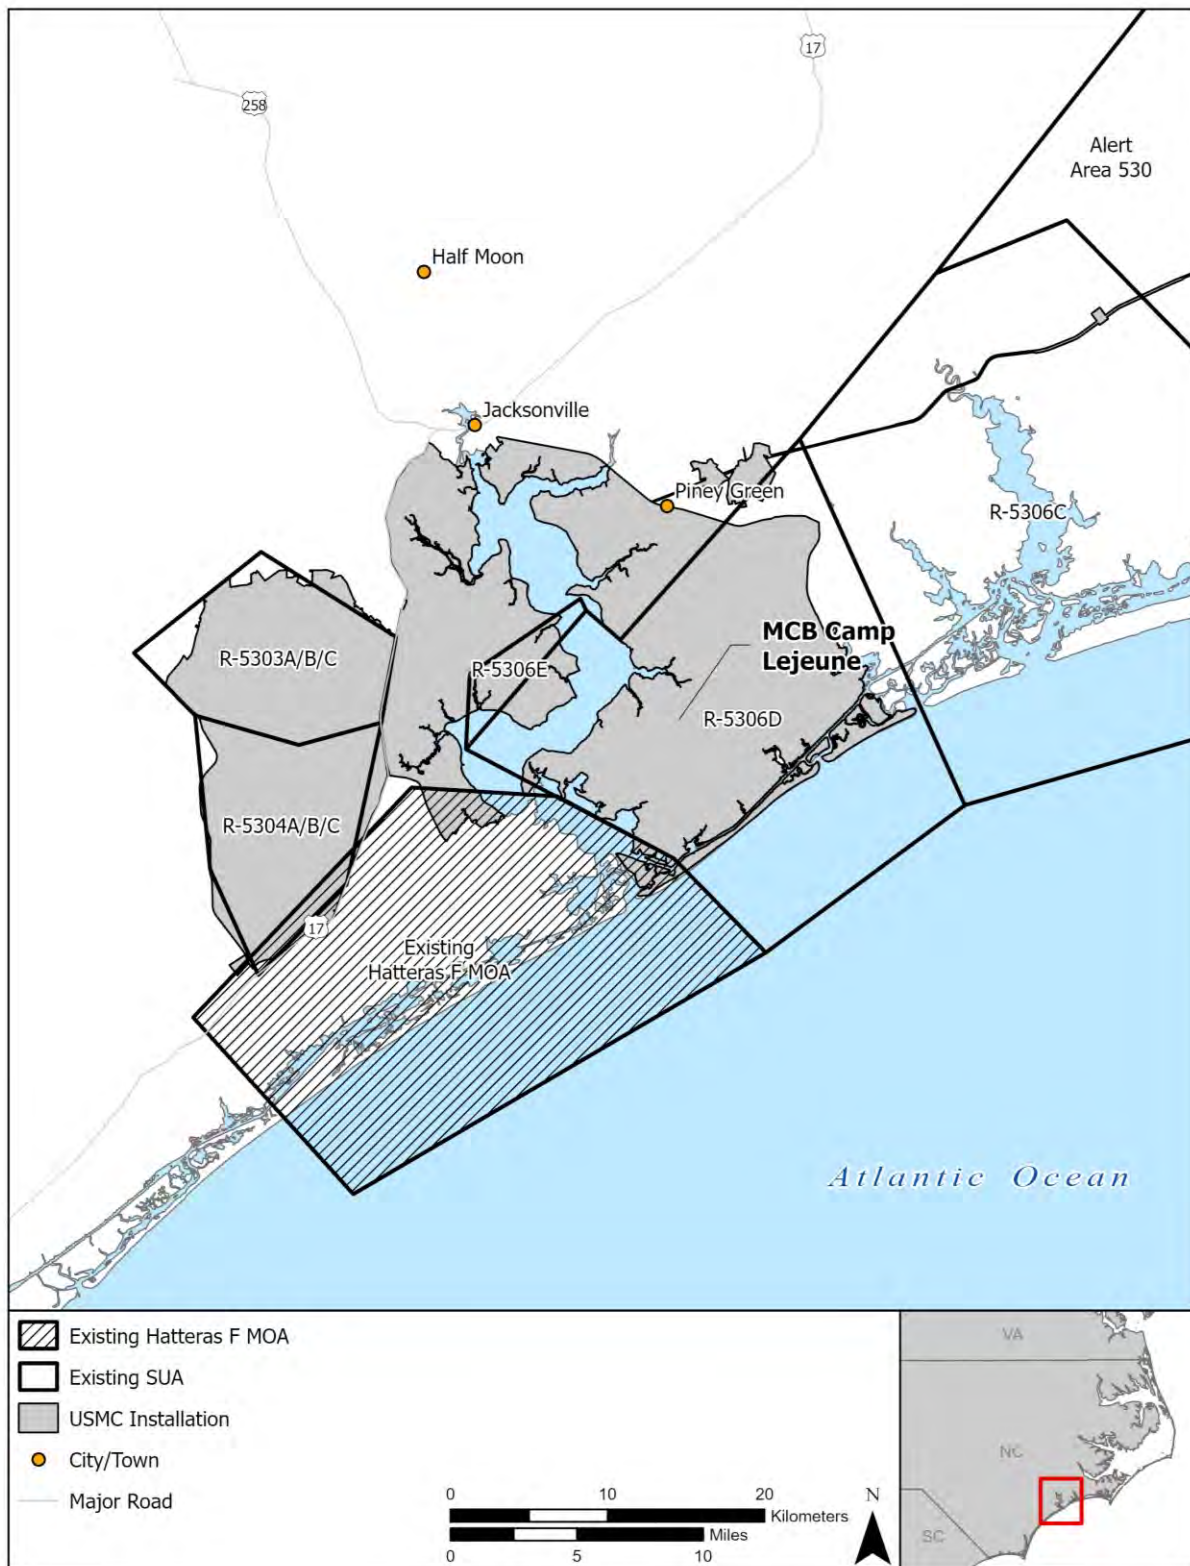 17
258
Alert
Area 530
Half Moon
Jacksonville
Piney Green
R-5306C
MCB Camp
Lejeune
R-5303A/B/C
R-5306E
R-5306D
R-5304A/B/C
17
Existing
Hatteras F MOA
Atlantic Ocean
Existing Hatteras F MOA
Existing SUA
USMC Installation
City/Town
Major Road
0 10 20
Kilometers
Miles
0 5 10
N
VA
NC
SC